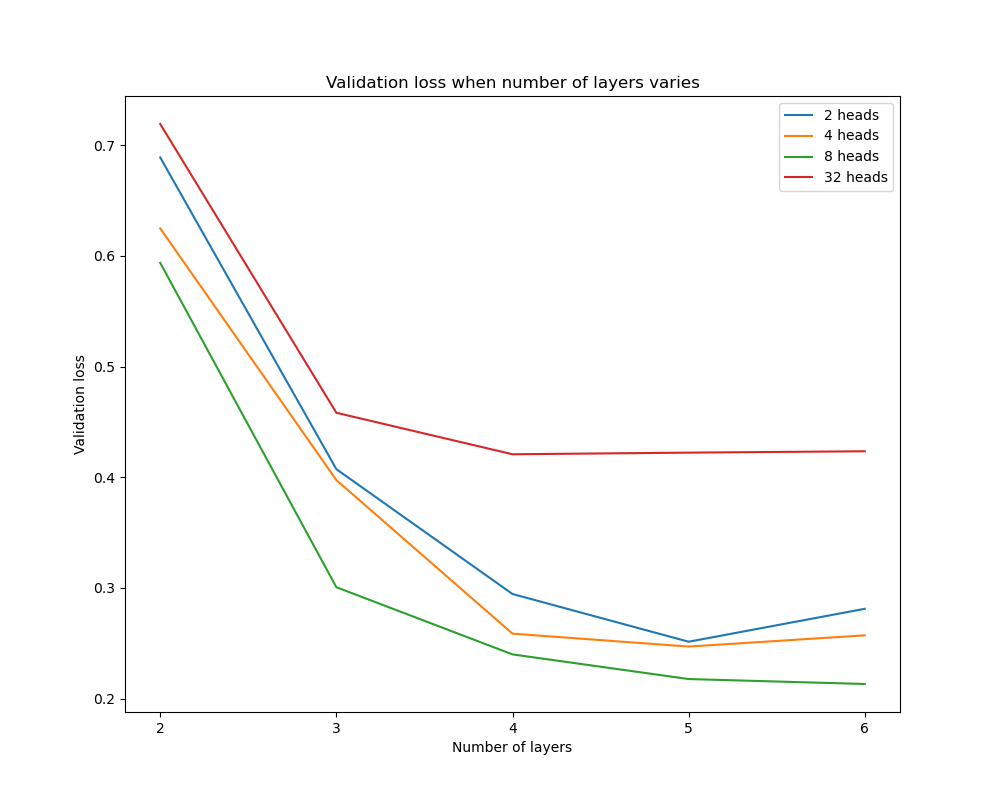 Validation loss when number of layers varies
2 heads
4 heads
8 heads
32 heads
0.7
0.6
0.5
0.4
0.3
0.2
Validation loss
2 3 4 5 6
Number of layers